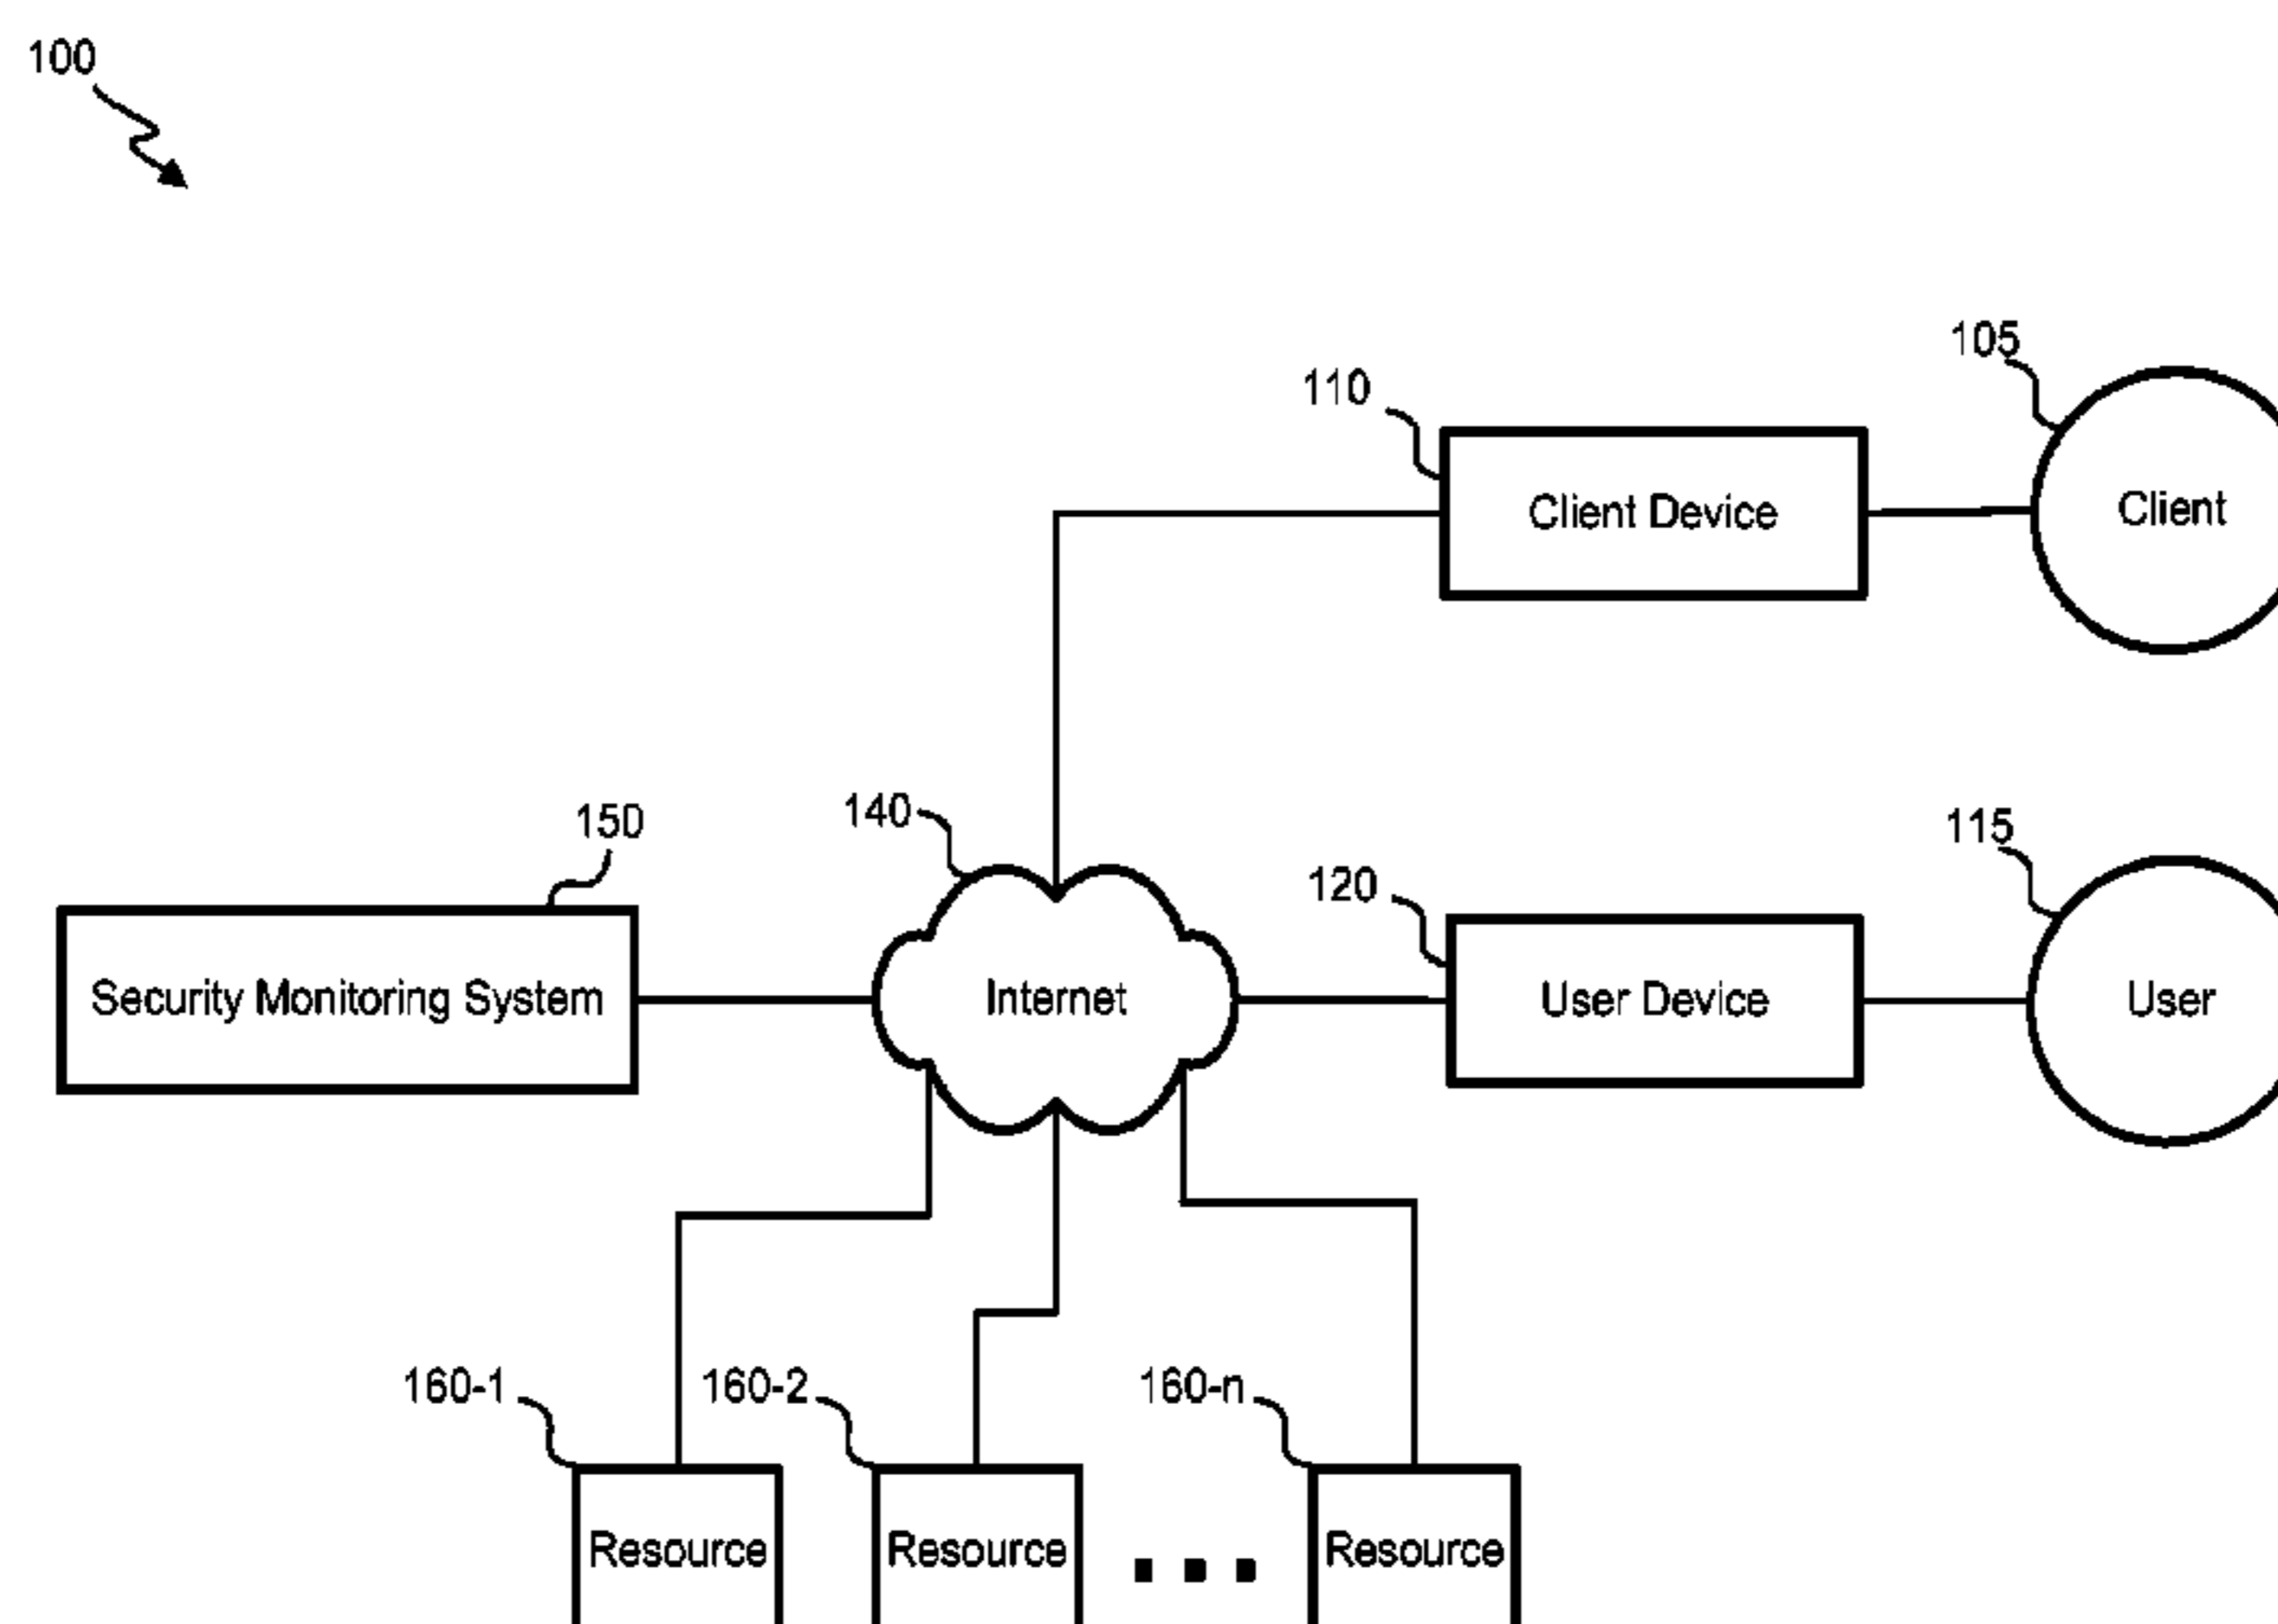 100
105
110
Client Device
Client
150
140
115
120
Security Monitoring System
Internet
User Device
User
160-1
160-2
160-n
Resource
Resource
Resource